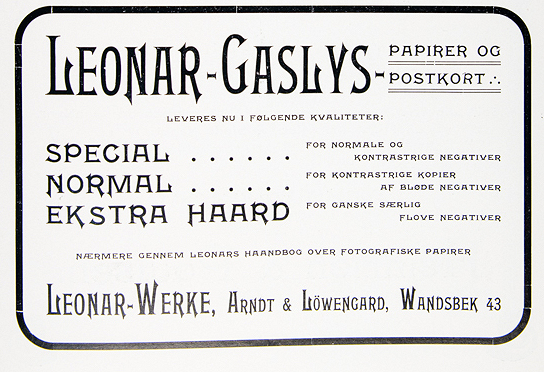 LEONAR-GASLYS- PAPIRER OG
POSTKORT ∴
LEVERES NU I FØLGENDE KVALITETER:
SPECIAL . . . . . . FOR NORMALE OG
KONTRASTRIGE NEGATIVER
NORMAL . . . . . . FOR KONTRASTRIGE KOPIER
AF BLØDE NEGATIVER
EKSTRA HAARD FOR GANSKE SÆRLIG
FLOVE NEGATIVER
NÆRMERE GENNEM LEONARS HAANDBOG OVER FOTOGRAFISKE PAPIRER
LEONAR-WERKE, ARNDT & LÖWENGARD, WANDSBEK 43